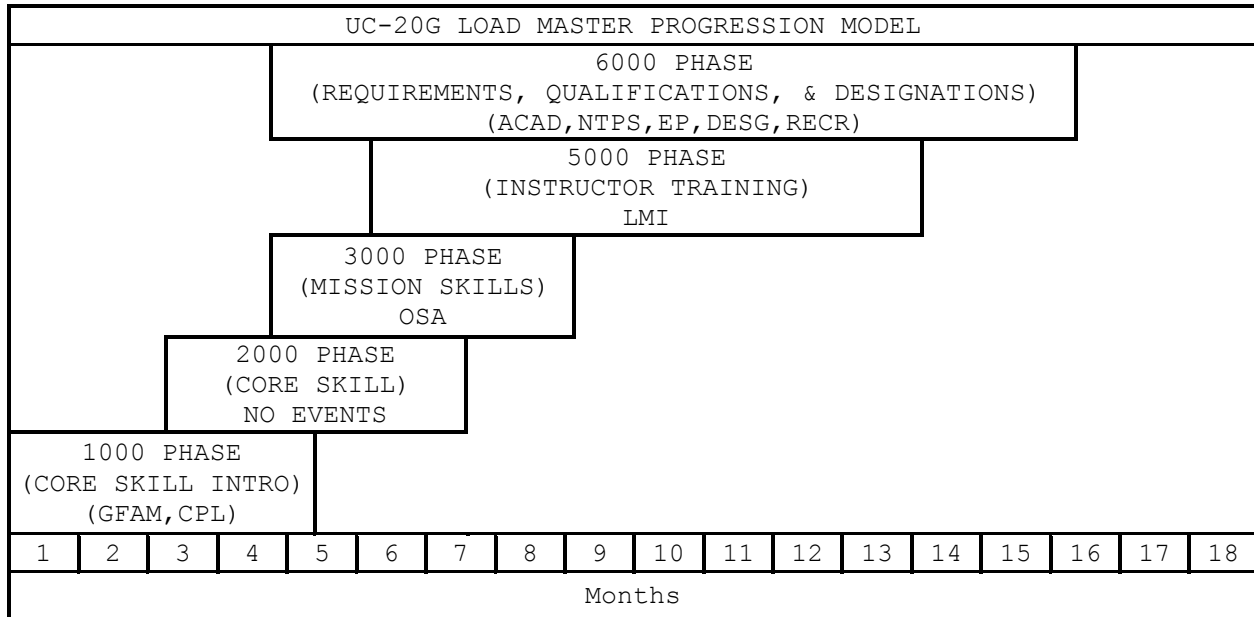 UC-20G LOAD MASTER PROGRESSION MODEL
6000 PHASE
(REQUIREMENTS, QUALIFICATIONS, & DESIGNATIONS)
(ACAD,NTPS,EP,DESG,RECR)
5000 PHASE
(INSTRUCTOR TRAINING)
LMI
3000 PHASE
(MISSION SKILLS)
OSA
2000 PHASE
(CORE SKILL)
NO EVENTS
1000 PHASE
(CORE SKILL INTRO)
(GFAM,CPL)
1 2 3 4 5 6 7 8 9 10 11 12 13 14 15 16 17 18
Months